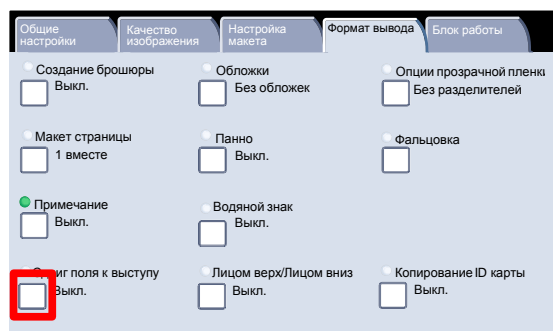 Общие
настройки
Качество
изображения
Настройка
макета
Формат вывода
Блок работы
Создание брошюры
Выкл.
Обложки
Без обложек
Опции прозрачной пленки
Без разделителей
Макет страницы
1 вместе
Панно
Выкл.
Фальцовка
Примечание
Выкл.
Водяной знак
Выкл.
поля к выступу
Выкл.
Лицом верх/Лицом вниз
Выкл.
Копирование ID карты
Выкл.